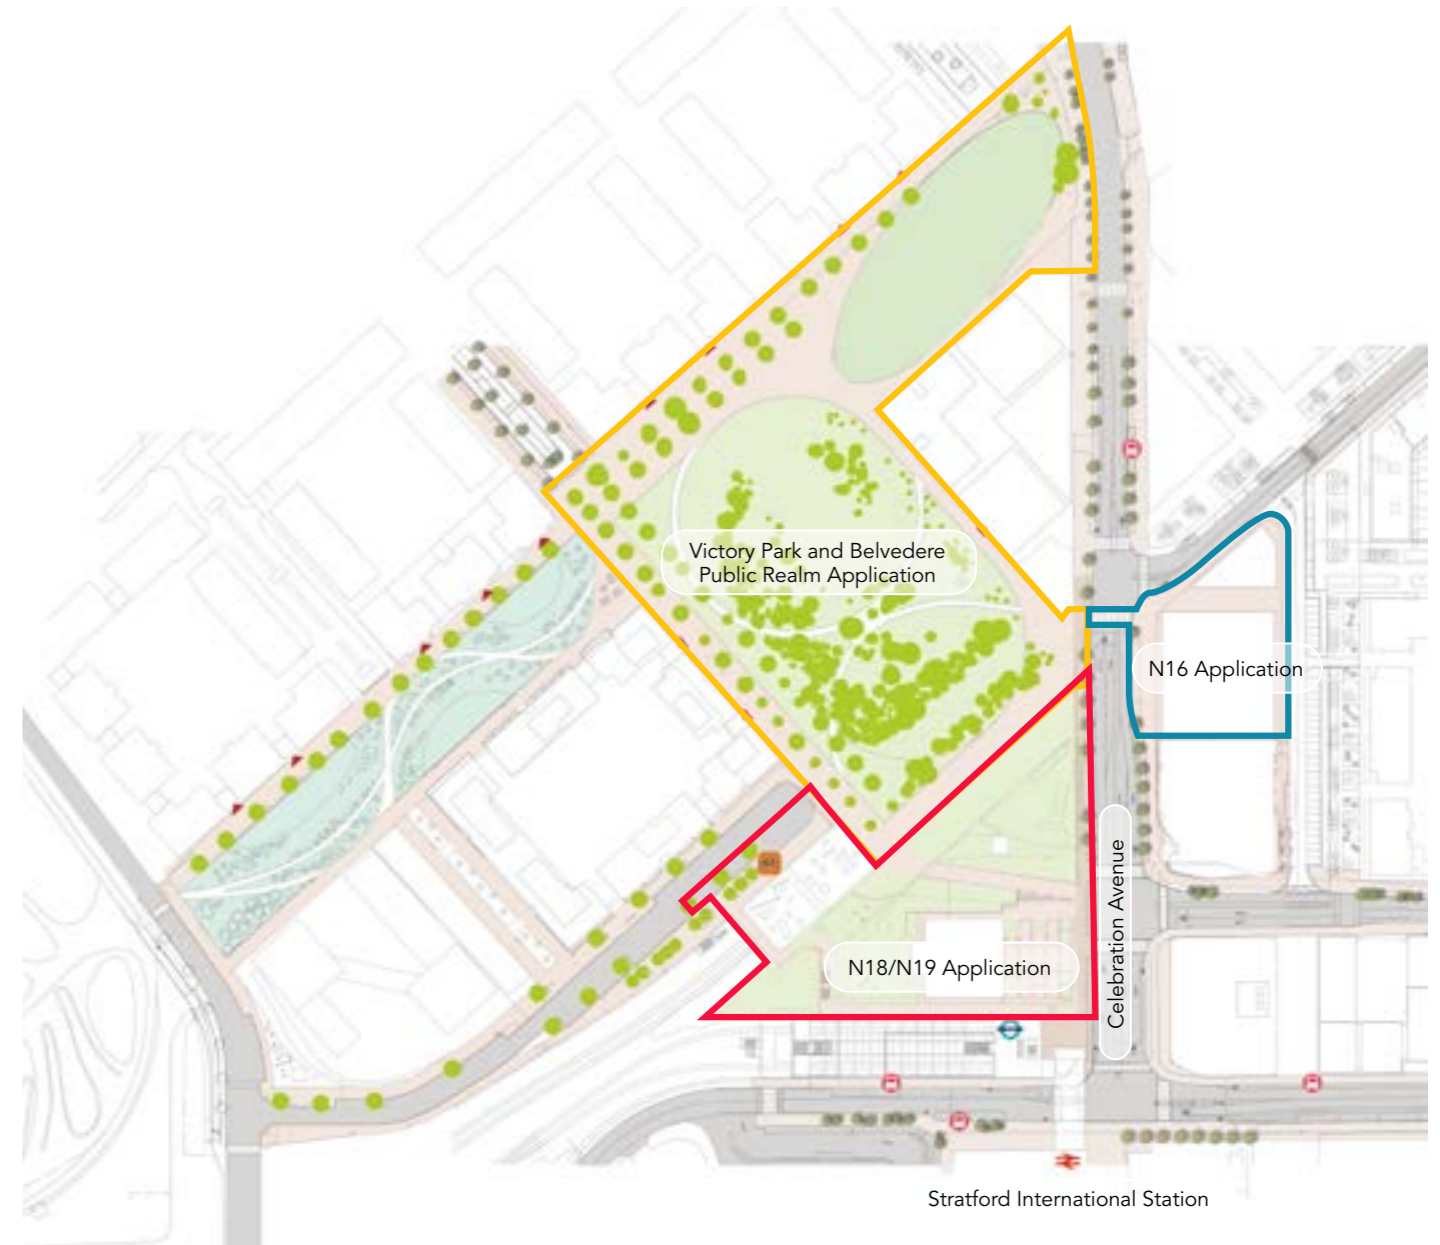 Victory Park and Belvedere
Public Realm Application
N16 Application
Celebration Avenue
N18/N19 Application
Stratford International Station